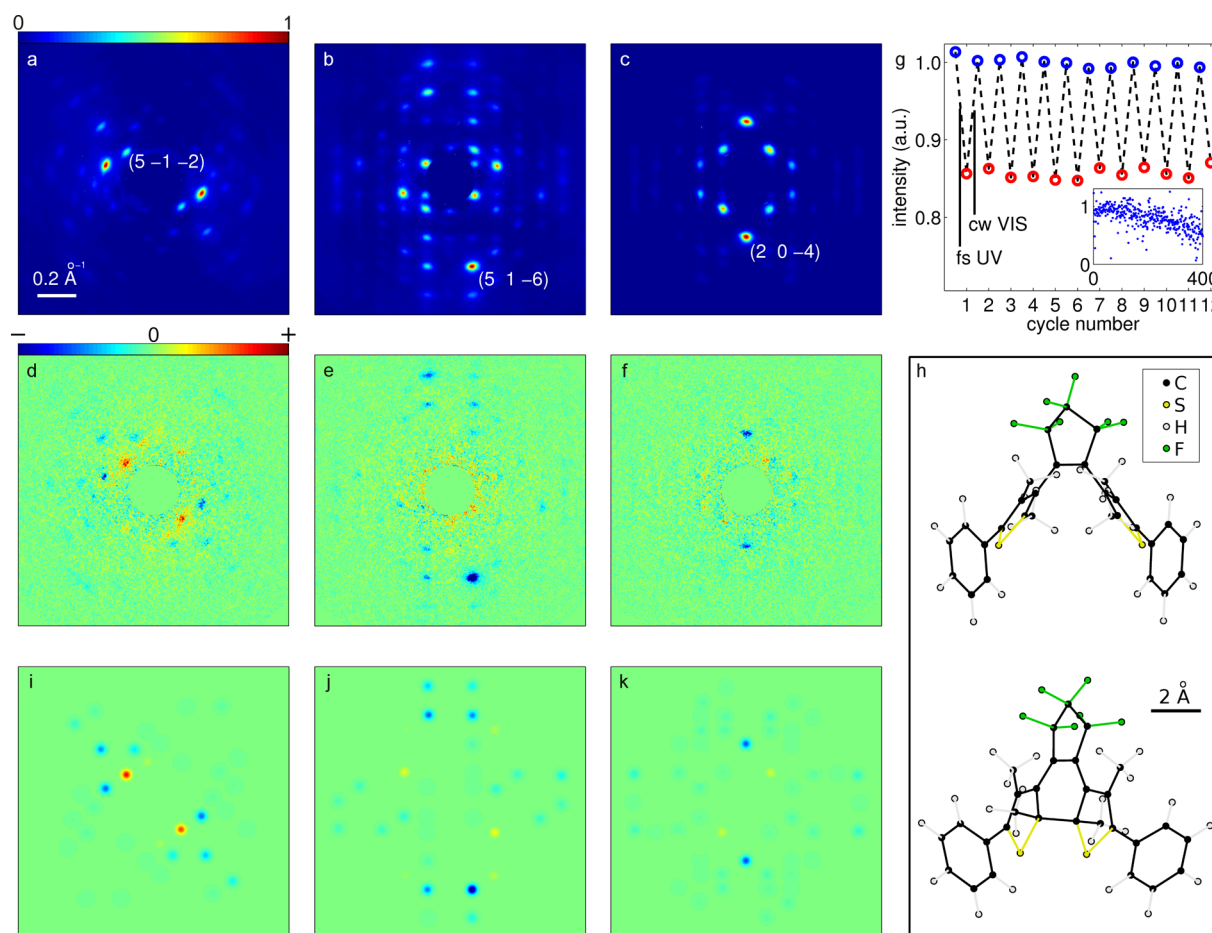 0 1
a
b
c
(5 −1 −2)
(5 1 −6)
(2 0 −4)
0.2 Å⁻¹
g
1.0
0.9
0.8
intensity (a.u.)
fs UV
cw VIS
1
0
0 400
1 2 3 4 5 6 7 8 9 10 11 12
cycle number
− 0 +
d
e
f
h
C
S
H
F
2 Å
i
j
k